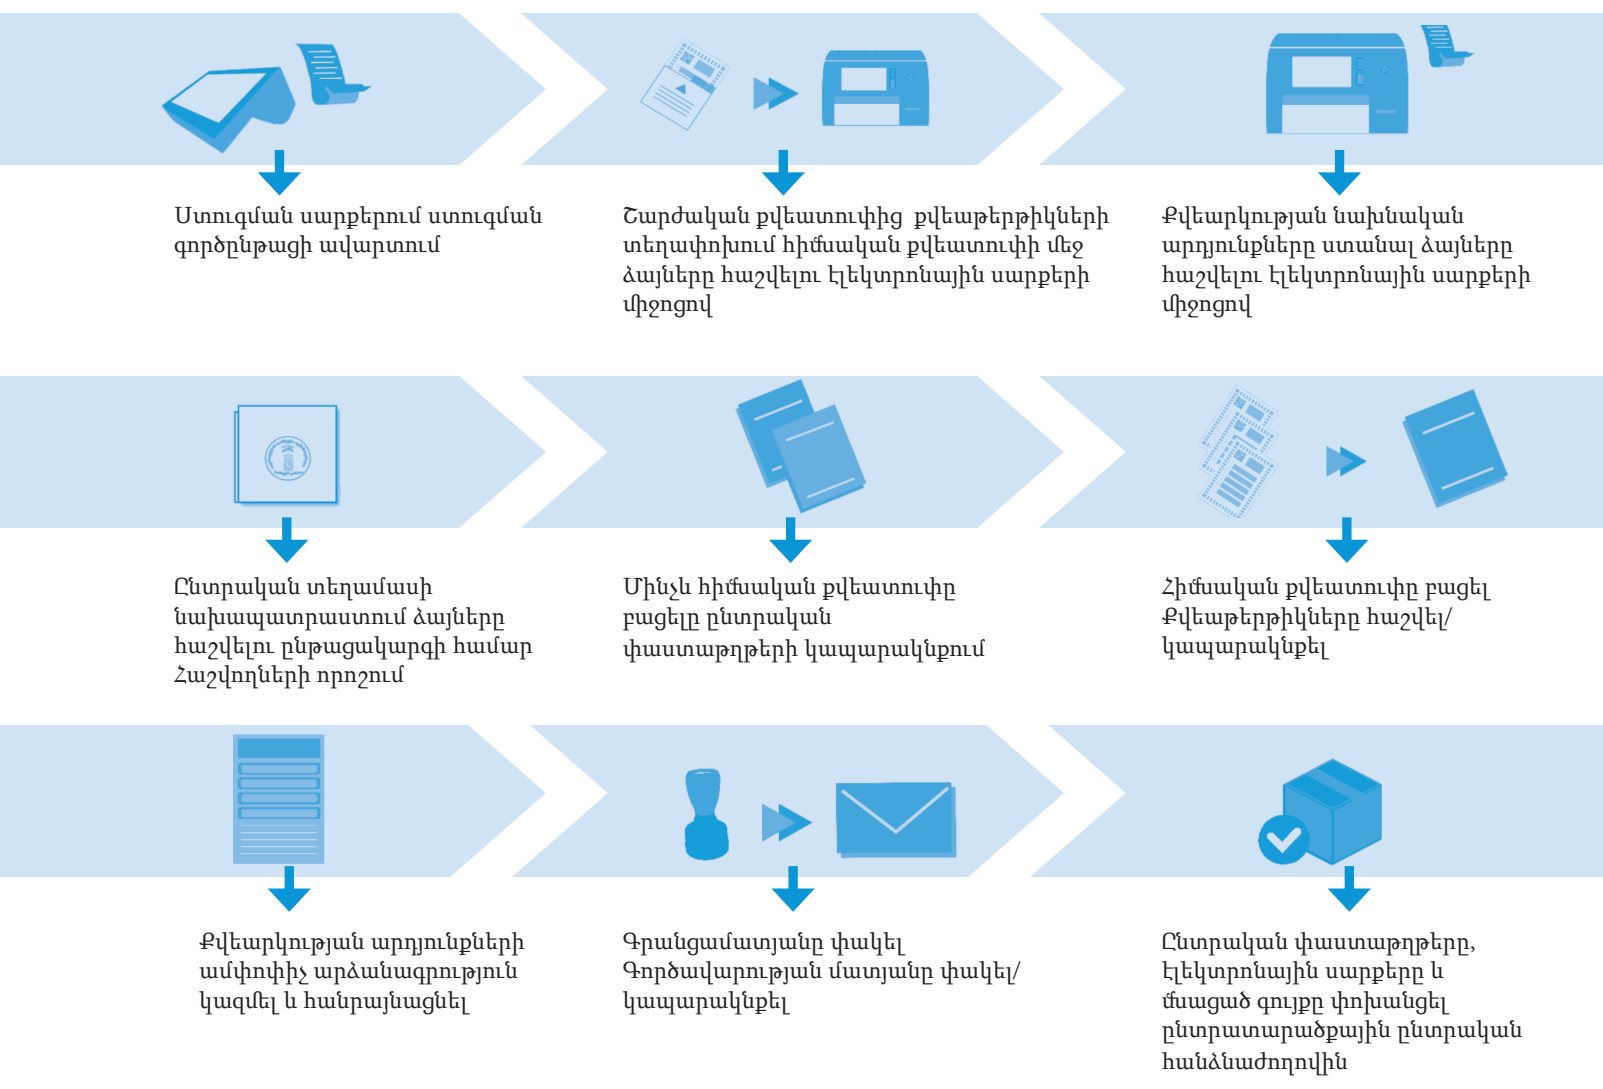 Ստուգման սարքերում ստուգման
գործընթացի ավարտում
Շարժական քվեատուփից քվեաթերթիկների
տեղափոխում հիմնական քվեատուփի մեջ
ձայները հաշվելու էլեկտրոնային սարքերի
միջոցով
Քվեարկության նախնական
արդյունքները ստանալ ձայները
հաշվելու էլեկտրոնային սարքերի
միջոցով
Ընտրական տեղամասի
նախապատրաստում ձայները
հաշվելու ընթացակարգի համար
Հաշվողների որոշում
Մինչև հիմնական քվեատուփը
բացելը ընտրական
փաստաթղթերի կապարակնքում
Հիմնական քվեատուփը բացել
Քվեաթերթիկները հաշվել/
կապարակնքել
Քվեարկության արդյունքների
ամփոփիչ արձանագրություն
կազմել և հանրայնացնել
Գրանցամատյանը փակել
Գործավարության մատյանը փակել/
կապարակնքել
Ընտրական փաստաթղթերը,
էլեկտրոնային սարքերը և
մնացած գույքը փոխանցել
ընտրատարածքային ընտրական
հանձնաժողովին